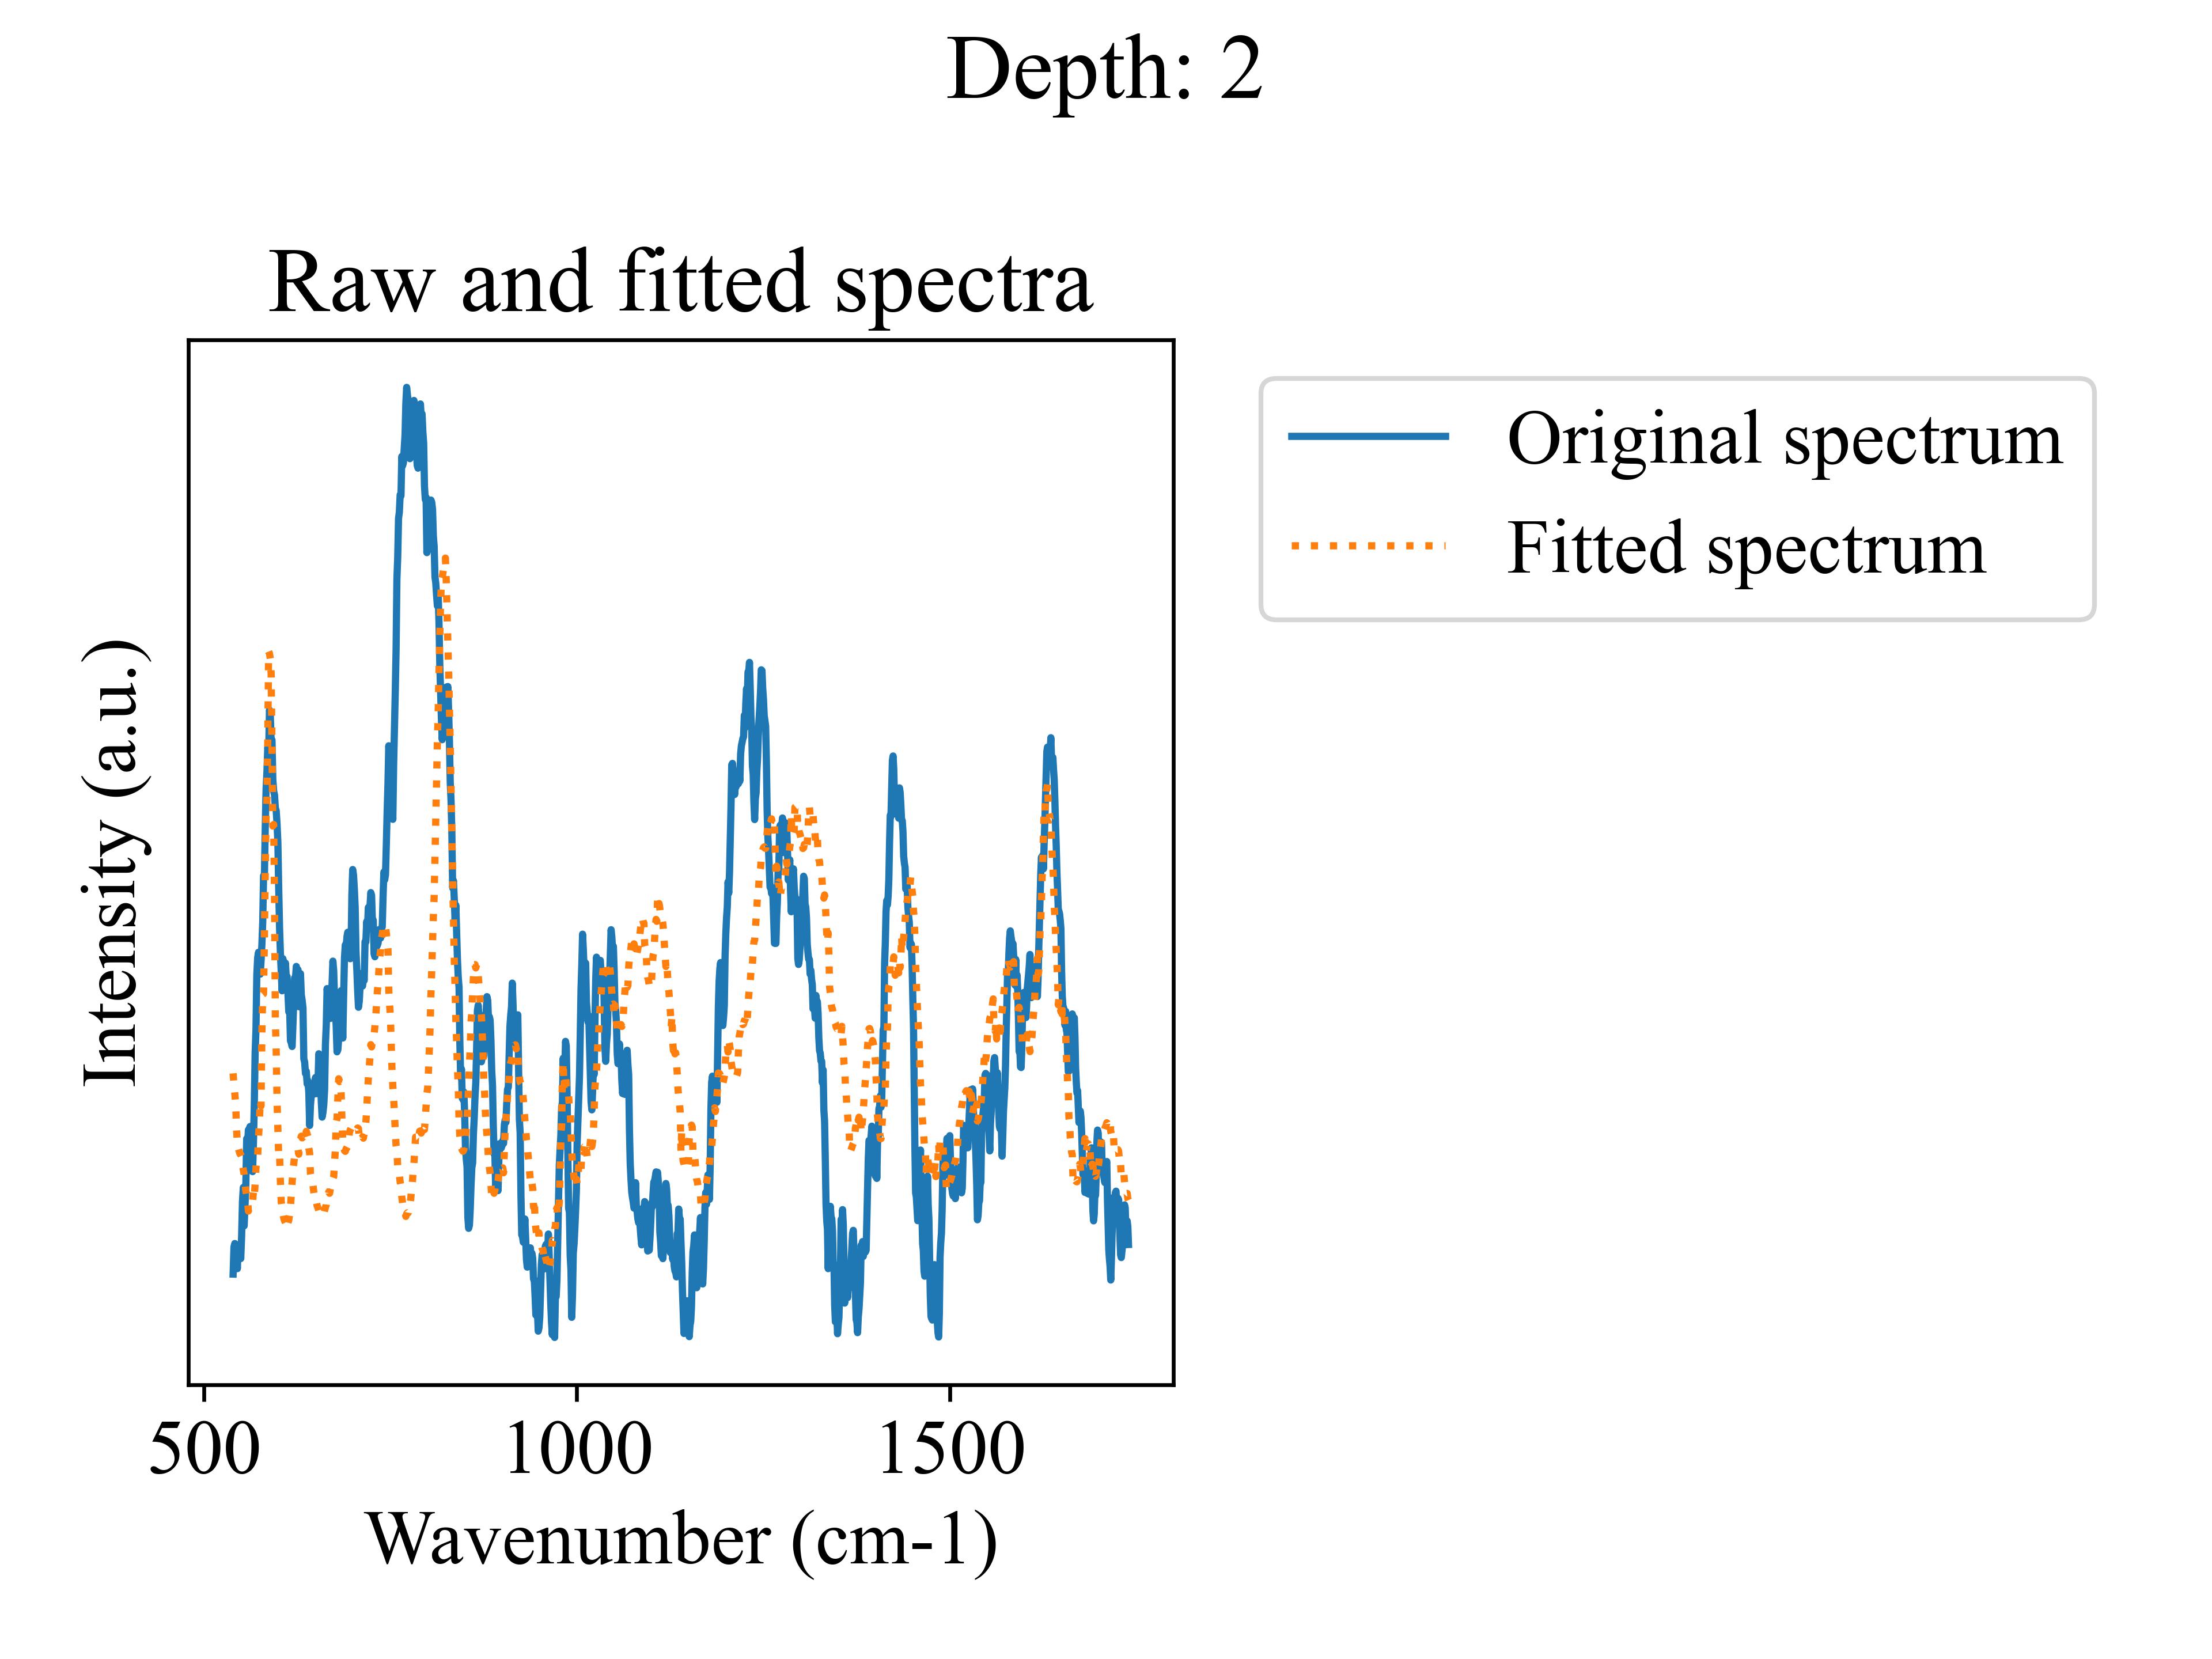 Depth: 2
Raw and fitted spectra
Original spectrum
Fitted spectrum
Intensity (a.u.)
500 1000 1500
Wavenumber (cm-1)